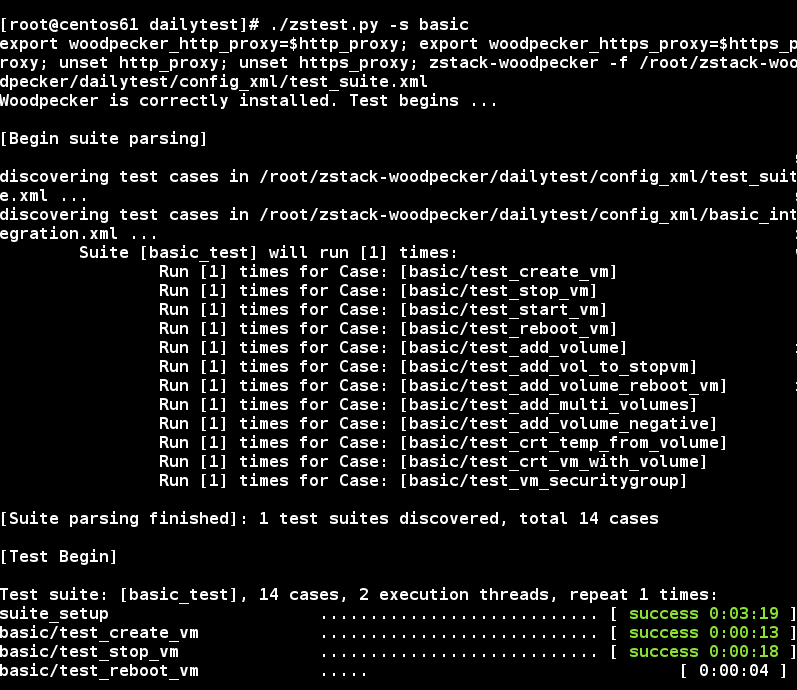 [root@centos61 dailytest]# ./zstest.py -s basic
export woodpecker_http_proxy=$http_proxy; export woodpecker_https_proxy=$https_p
roxy; unset http_proxy; unset https_proxy; zstack-woodpecker -f /root/zstack-woo
dpecker/dailytest/config_xml/test_suite.xml
Woodpecker is correctly installed. Test begins ...
[Begin suite parsing]
discovering test cases in /root/zstack-woodpecker/dailytest/config_xml/test_suit
e.xml ...
discovering test cases in /root/zstack-woodpecker/dailytest/config_xml/basic_int
egration.xml ...
Suite [basic_test] will run [1] times:
Run [1] times for Case: [basic/test_create_vm]
Run [1] times for Case: [basic/test_stop_vm]
Run [1] times for Case: [basic/test_start_vm]
Run [1] times for Case: [basic/test_reboot_vm]
Run [1] times for Case: [basic/test_add_volume]
Run [1] times for Case: [basic/test_add_vol_to_stopvm]
Run [1] times for Case: [basic/test_add_volume_reboot_vm]
Run [1] times for Case: [basic/test_add_multi_volumes]
Run [1] times for Case: [basic/test_add_volume_negative]
Run [1] times for Case: [basic/test_crt_temp_from_volume]
Run [1] times for Case: [basic/test_crt_vm_with_volume]
Run [1] times for Case: [basic/test_vm_securitygroup]
[Suite parsing finished]: 1 test suites discovered, total 14 cases
[Test Begin]
Test suite: [basic_test], 14 cases, 2 execution threads, repeat 1 times:
suite_setup ............................ [ success 0:03:19 ]
basic/test_create_vm ............................ [ success 0:00:13 ]
basic/test_stop_vm ............................ [ success 0:00:18 ]
basic/test_reboot_vm ..... [ 0:00:04 ]